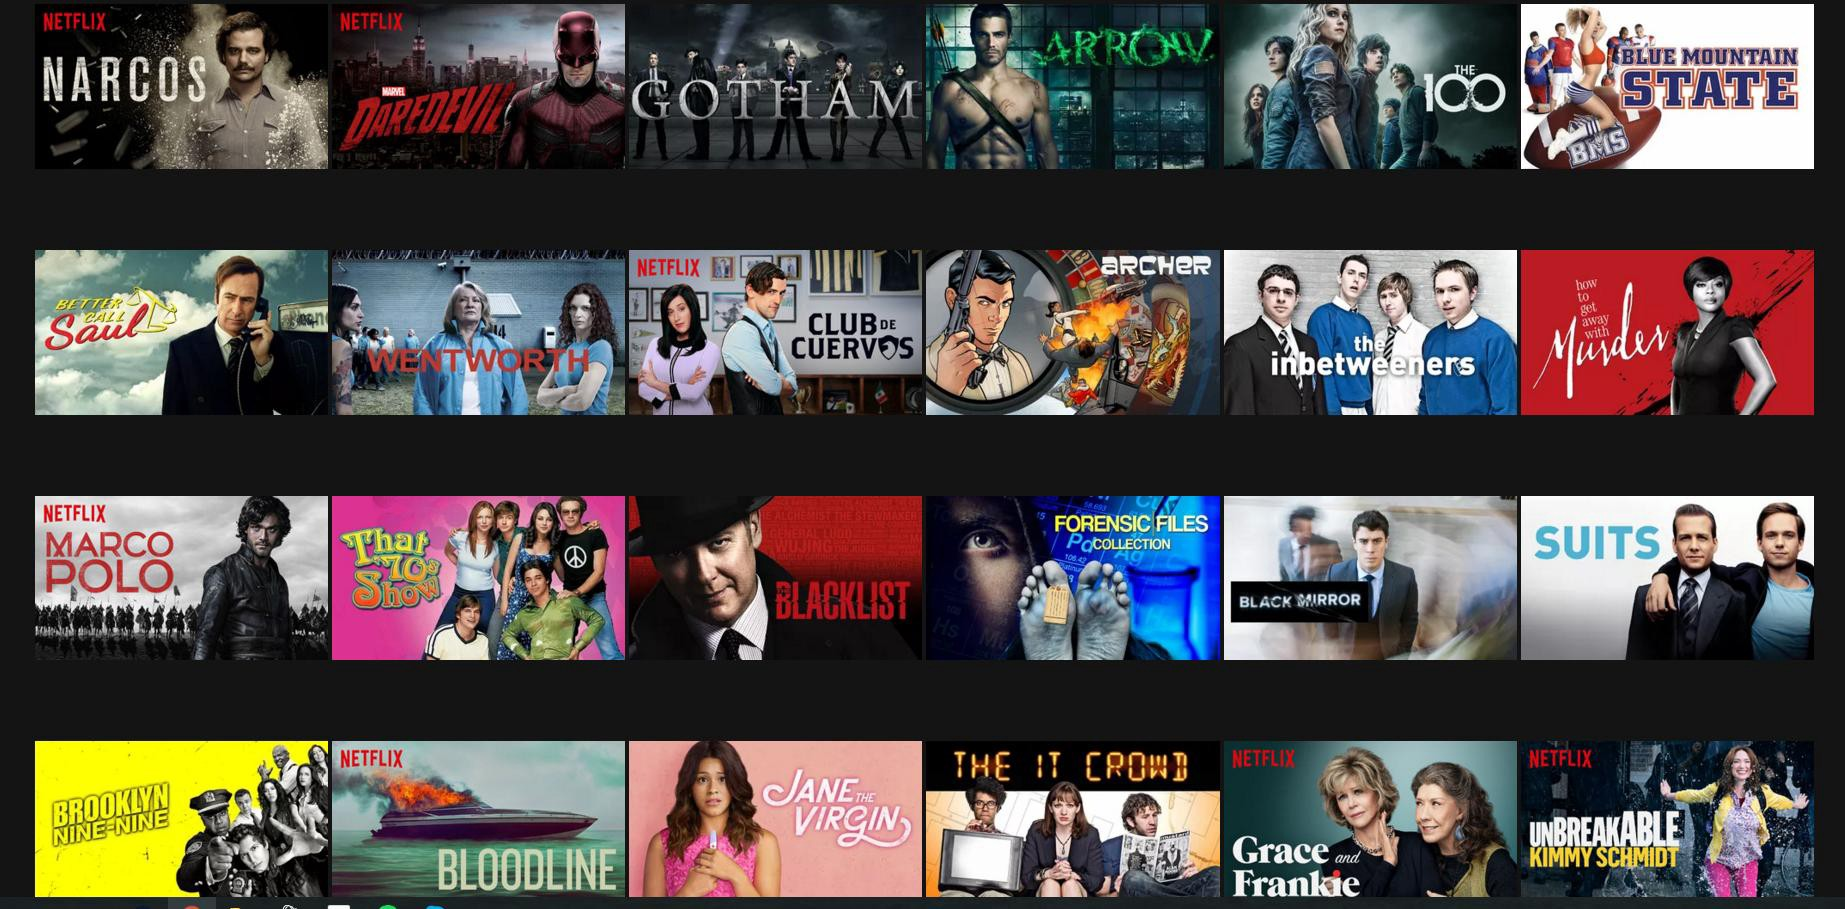 NETFLIX
NARCOS
NETFLIX
MARVEL
DAREDEVIL
GOTHAM
ARROW
THE
100
BLUE MOUNTAIN
STATE
BMS
BETTER
CALL
Saul
WENTWORTH
NETFLIX
CLUB DE
CUERVOS
ARCHER
the
inbetweeners
how
to
get
away
with
Murder
NETFLIX
MARCO
POLO
That
'70s
Show
THE
BLACKLIST
FORENSIC FILES
COLLECTION
BLACK MIRROR
SUITS
BROOKLYN
NINE-NINE
NETFLIX
BLOODLINE
JANE THE
VIRGIN
THE IT CROWD
NETFLIX
Grace and
Frankie
NETFLIX
UNBREAKABLE
KIMMY SCHMIDT